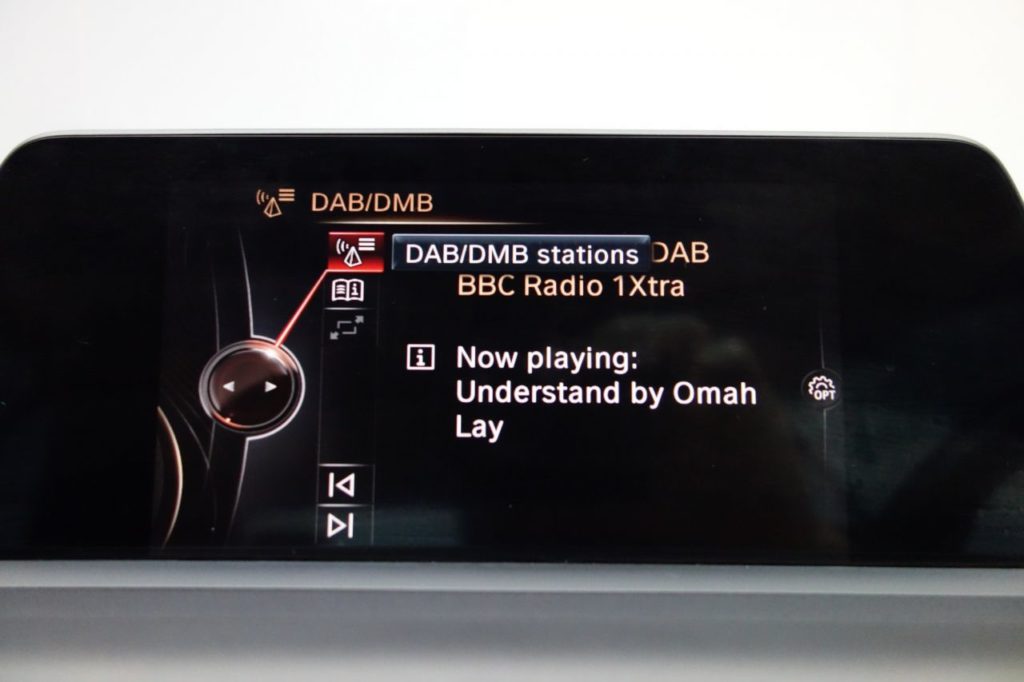 DAB/DMB
DAB/DMB stations DAB
BBC Radio 1Xtra
Now playing:
Understand by Omah
Lay
OPT